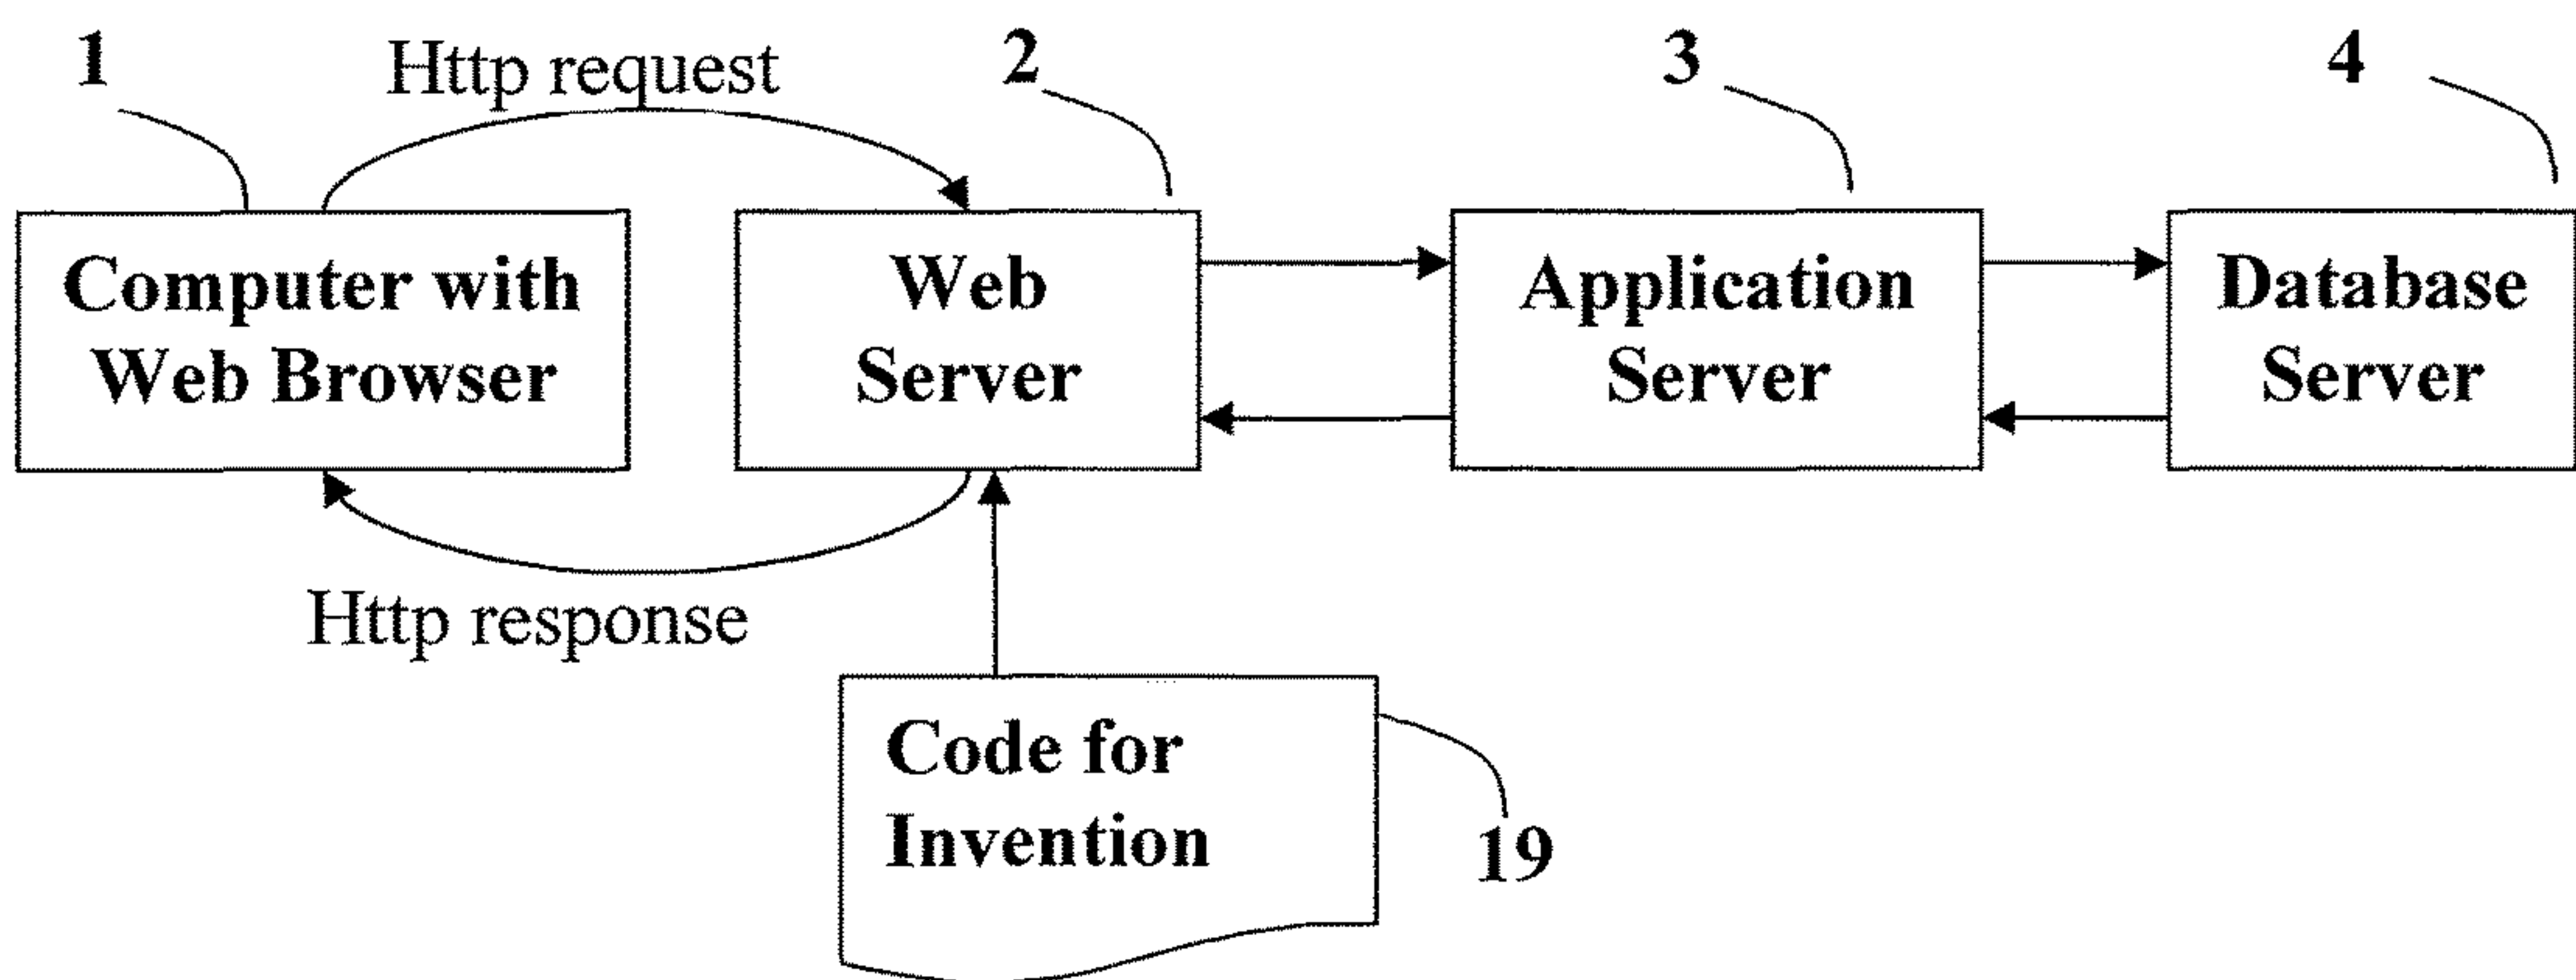 1
Http request
2
3
4
Computer with
Web Browser
Web
Server
Application
Server
Database
Server
Http response
Code for
Invention
19